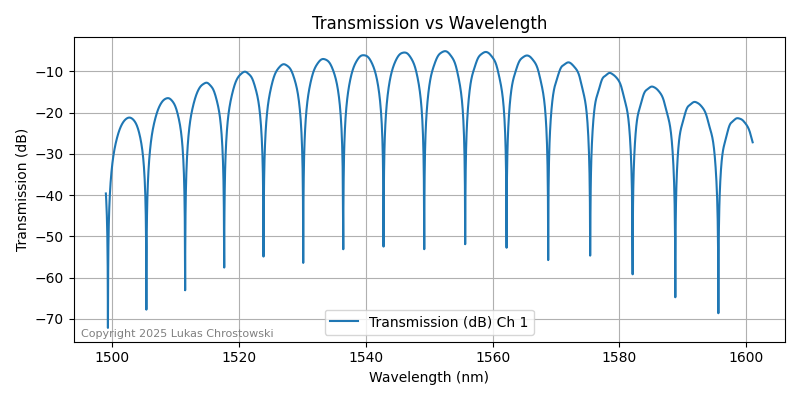 Transmission vs Wavelength
Transmission (dB)
−10
−20
−30
−40
−50
−60
−70
Transmission (dB) Ch 1
Copyright 2025 Lukas Chrostowski
1500 1520 1540 1560 1580 1600
Wavelength (nm)